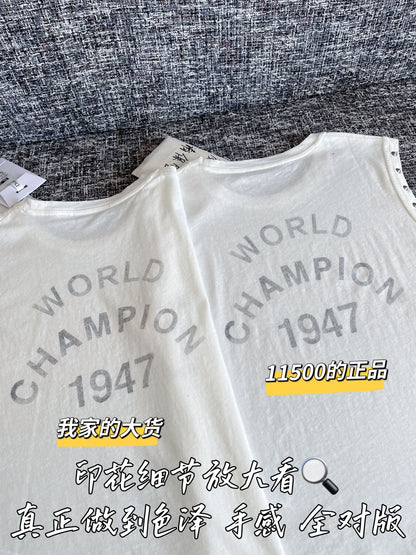 WORLD
CHAMPION
1947
WORLD
CHAMPION
1947
11500的正品
我家的大货
印花细节放大看
真正做到色泽 手感 全对版